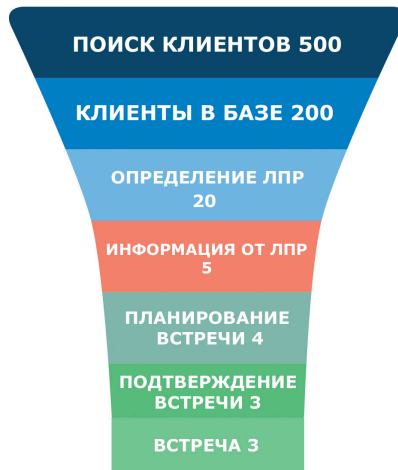 ПОИСК КЛИЕНТОВ 500
КЛИЕНТЫ В БАЗЕ 200
ОПРЕДЕЛЕНИЕ ЛПР
20
ИНФОРМАЦИЯ ОТ ЛПР
5
ПЛАНИРОВАНИЕ
ВСТРЕЧИ 4
ПОДТВЕРЖДЕНИЕ
ВСТРЕЧИ 3
ВСТРЕЧА 3